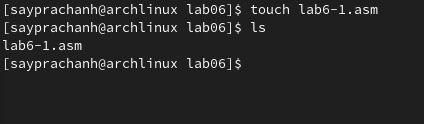 [sayprachanh@archlinux lab06]$ touch lab6-1.asm
[sayprachanh@archlinux lab06]$ ls
lab6-1.asm
[sayprachanh@archlinux lab06]$